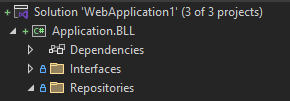 Solution 'WebApplication1' (3 of 3 projects)
C# Application.BLL
Dependencies
Interfaces
Repositories